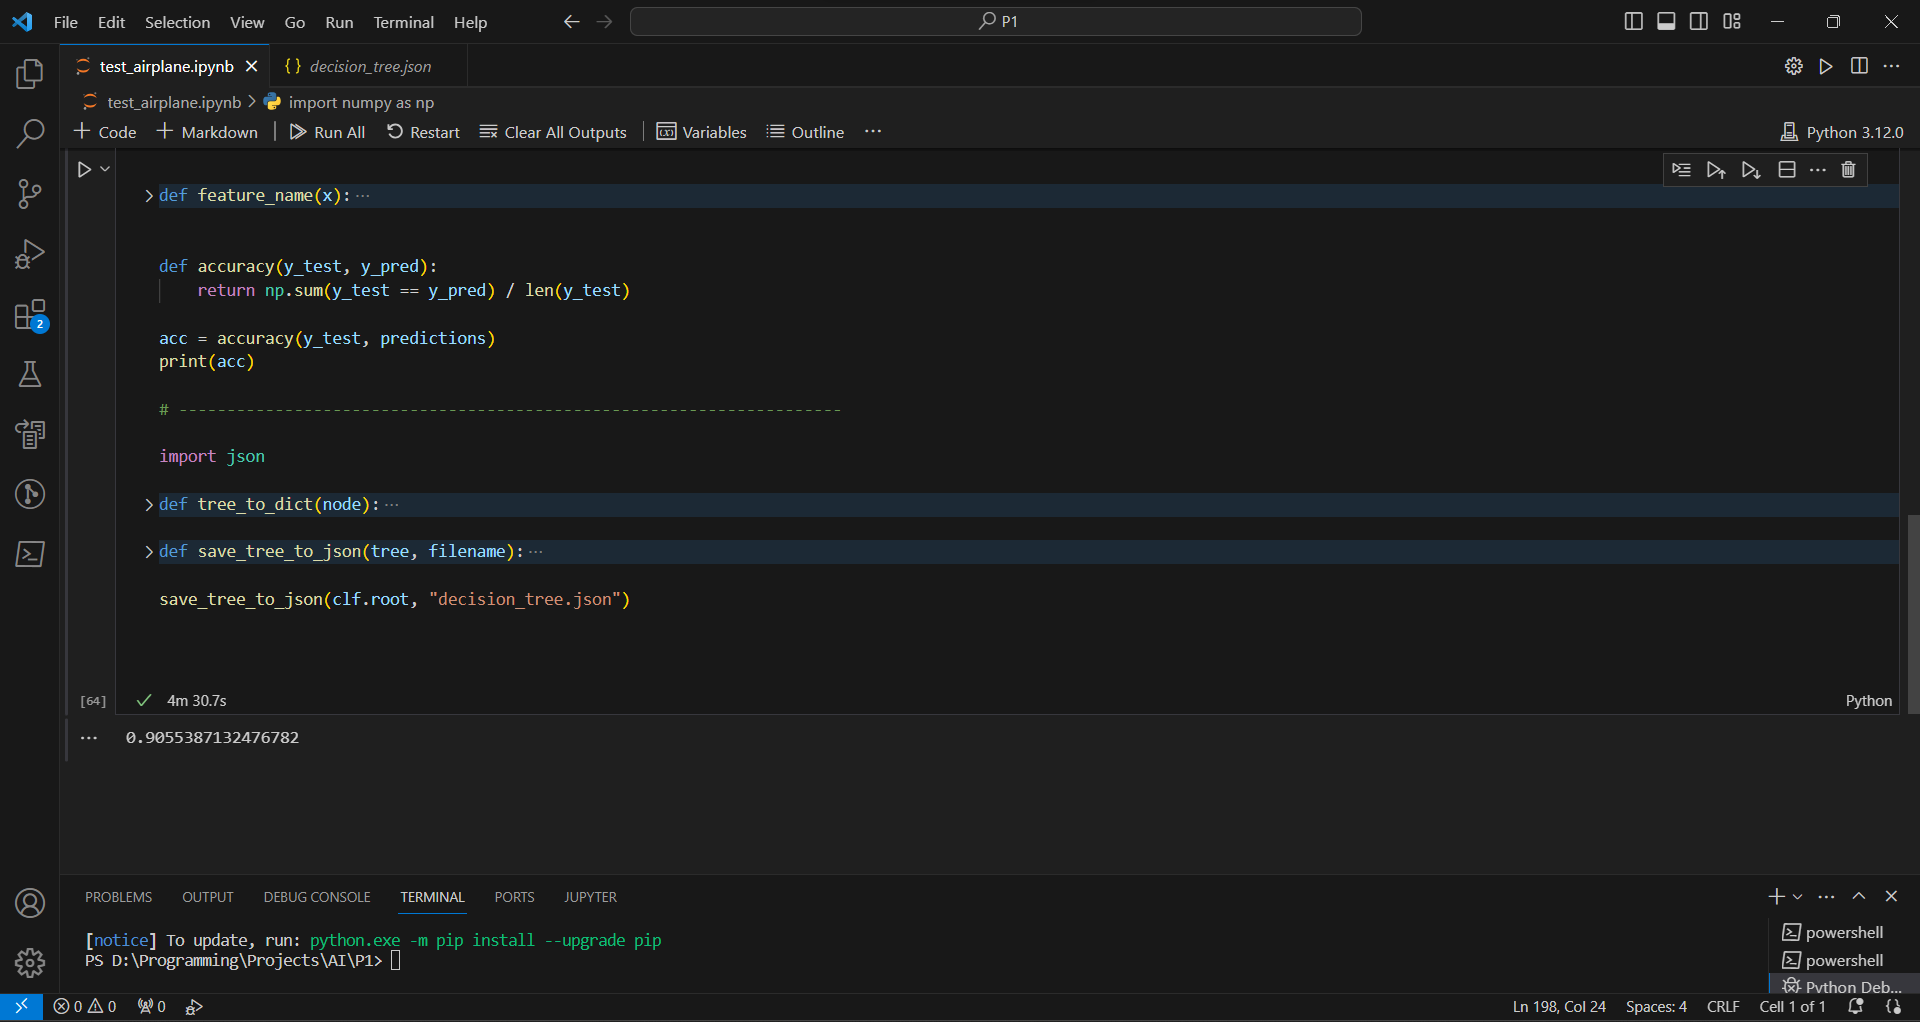 File Edit Selection View Go Run Terminal Help P1
test_airplane.ipynb {} decision_tree.json
test_airplane.ipynb > import numpy as np
+ Code + Markdown | Run All Restart Clear All Outputs | Variables Outline ... Python 3.12.0
def feature_name(x): ...
def accuracy(y_test, y_pred):
return np.sum(y_test == y_pred) / len(y_test)
acc = accuracy(y_test, predictions)
print(acc)
# ---------------------------------------------------------------------
import json
def tree_to_dict(node): ...
def save_tree_to_json(tree, filename): ...
save_tree_to_json(clf.root, "decision_tree.json")
[64] 4m 30.7s Python
... 0.9055387132476782
2
PROBLEMS OUTPUT DEBUG CONSOLE TERMINAL PORTS JUPYTER
[notice] To update, run: python.exe -m pip install --upgrade pip
PS D:\Programming\Projects\AI\P1>
powershell
powershell
Python Deb...
0 0 0 Ln 198, Col 24 Spaces: 4 CRLF Cell 1 of 1